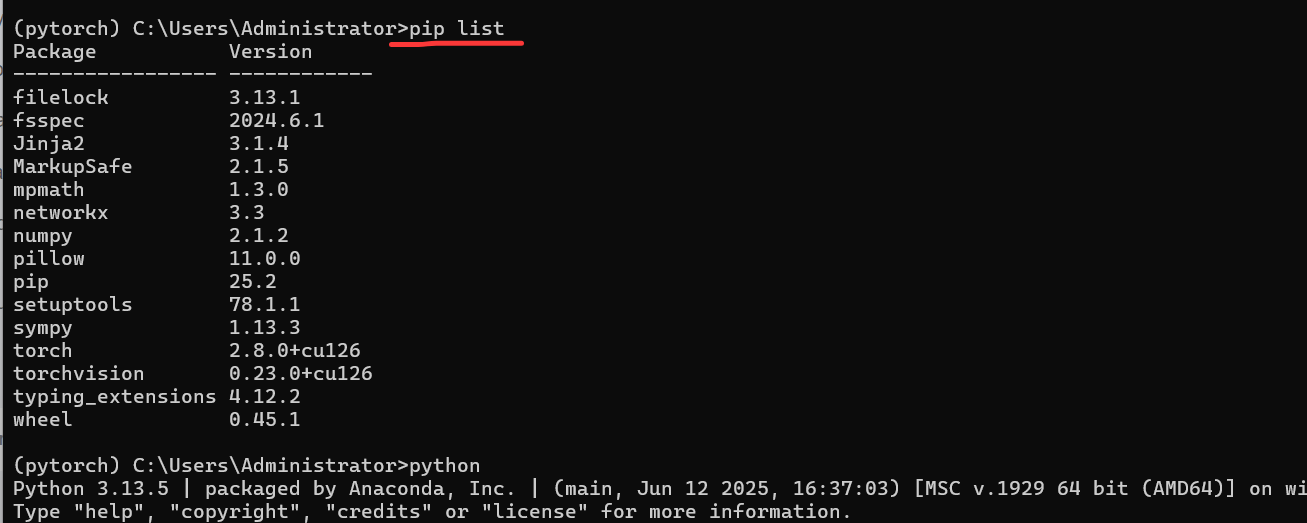 (pytorch) C:\Users\Administrator>pip list
Package           Version
----------------- ------------
filelock          3.13.1
fsspec            2024.6.1
Jinja2            3.1.4
MarkupSafe        2.1.5
mpmath            1.3.0
networkx          3.3
numpy             2.1.2
pillow            11.0.0
pip               25.2
setuptools        78.1.1
sympy             1.13.3
torch             2.8.0+cu126
torchvision       0.23.0+cu126
typing_extensions 4.12.2
wheel             0.45.1
(pytorch) C:\Users\Administrator>python
Python 3.13.5 | packaged by Anaconda, Inc. | (main, Jun 12 2025, 16:37:03) [MSC v.1929 64 bit (AMD64)] on wi
Type "help", "copyright", "credits" or "license" for more information.